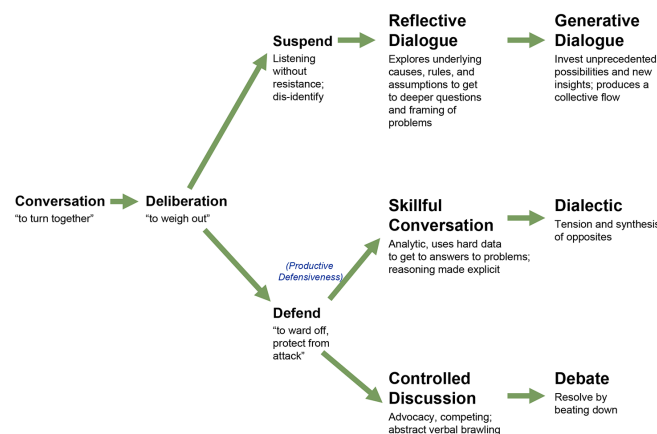 Suspend
Listening
without
resistance;
dis-identify
Reflective
Dialogue
Explores underlying
causes, rules, and
assumptions to get
to deeper questions
and framing of
problems
Generative
Dialogue
Invest unprecedented
possibilities and new
insights; produces a
collective flow
Conversation
“to turn together”
Deliberation
“to weigh out”
(Productive
Defensiveness)
Defend
“to ward off,
protect from
attack”
Skillful
Conversation
Analytic, uses hard data
to get to answers to problems;
reasoning made explicit
Dialectic
Tension and synthesis
of opposites
Controlled
Discussion
Advocacy, competing;
abstract verbal brawling
Debate
Resolve by
beating down